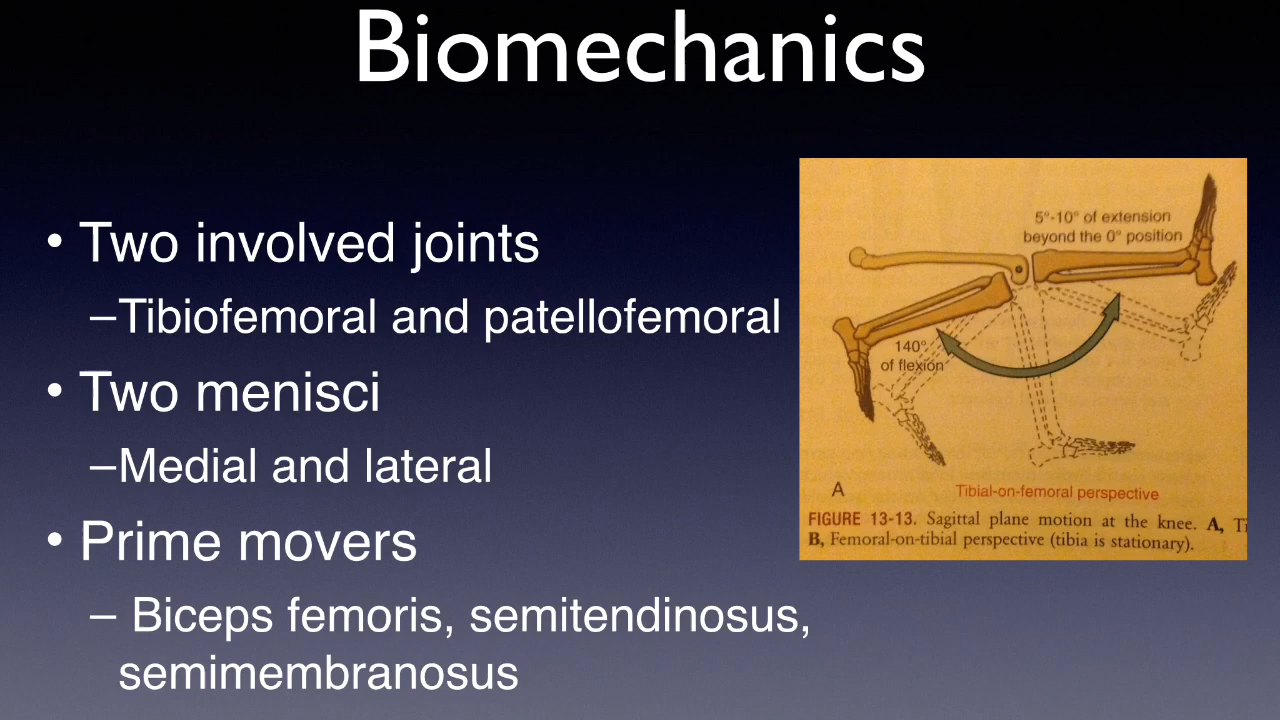 Biomechanics
• Two involved joints
–Tibiofemoral and patellofemoral
• Two menisci
–Medial and lateral
• Prime movers
– Biceps femoris, semitendinosus,
semimembranosus
5°-10° of extension
beyond the 0° position
140°
of flexion
A
Tibial-on-femoral perspective
FIGURE 13-13. Sagittal plane motion at the knee. A, Ti
B, Femoral-on-tibial perspective (tibia is stationary).